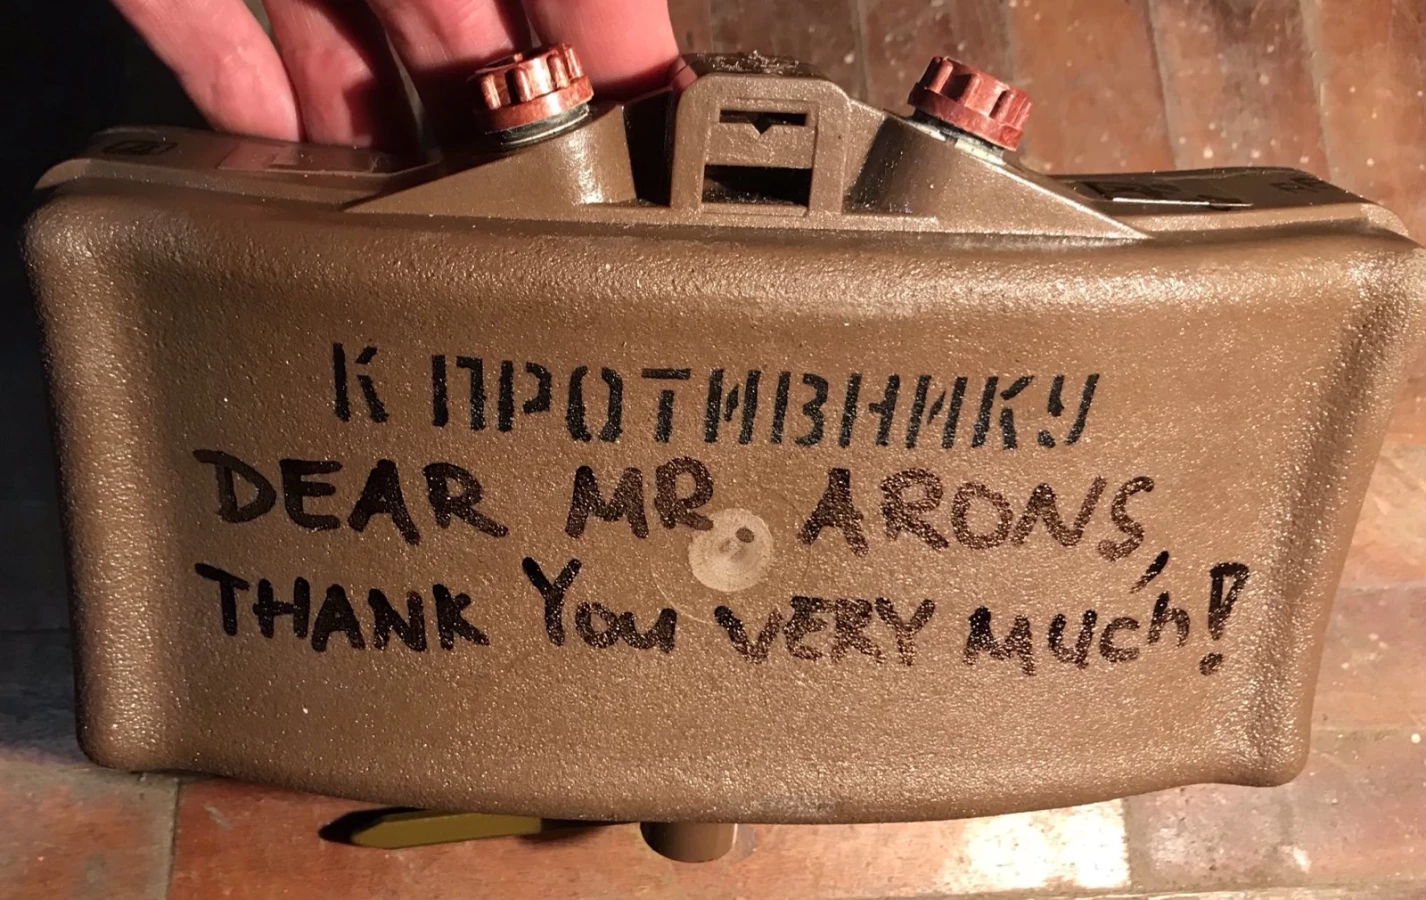 К ПРОТИВНИКУ
DEAR MR ARONS,
THANK YOU VERY MUCh!